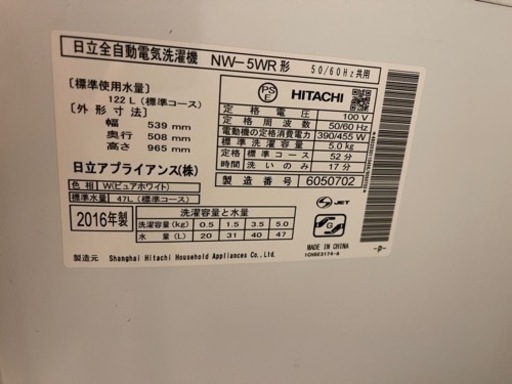 日立全自動電気洗濯機 NW-5WR 形 50/60Hz共用
[標準使用水量]
122 L (標準コース)
[外形寸法]
幅 539 mm
奥行 508 mm
高さ 965 mm
日立アプライアンス(株)
色相 W(ピュアホワイト)
標準水量 47L(標準コース)
PS
E
HITACHI
定格電圧 100 V
定格周波数 50/60 Hz
電動機の定格消費電力 390/455 W
標準洗濯容量 5.0kg
定格 標準コース 52分
時間 洗いのみ 17分
製造番号 6050702
2016年製
洗濯容量と水量
洗濯容量(kg) 0.5 1.5 3.5 5.0
水量(L) 20 31 40 47
JET
G
MADE IN CHINA
1CHSE3174-A
-p-
製造元 Shanghai Hitachi Household Appliances Co.,Ltd.